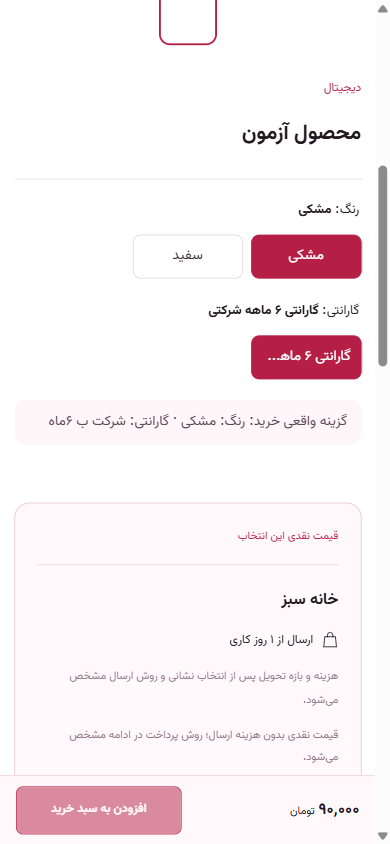 دیجیتال
محصول آزمون
رنگ: مشکی
مشکی
سفید
گارانتی: گارانتی ۶ ماهه شرکتی
گارانتی ۶ ماهـ...
گزینه واقعی خرید: رنگ: مشکی · گارانتی: شرکت ب ۶ماه
قیمت نقدی این انتخاب
خانه سبز
ارسال از ۱ روز کاری
هزینه و بازه تحویل پس از انتخاب نشانی و روش ارسال مشخص
می‌شود.
قیمت نقدی بدون هزینه ارسال؛ روش پرداخت در ادامه مشخص
می‌شود.
۹۰,۰۰۰ تومان
افزودن به سبد خرید